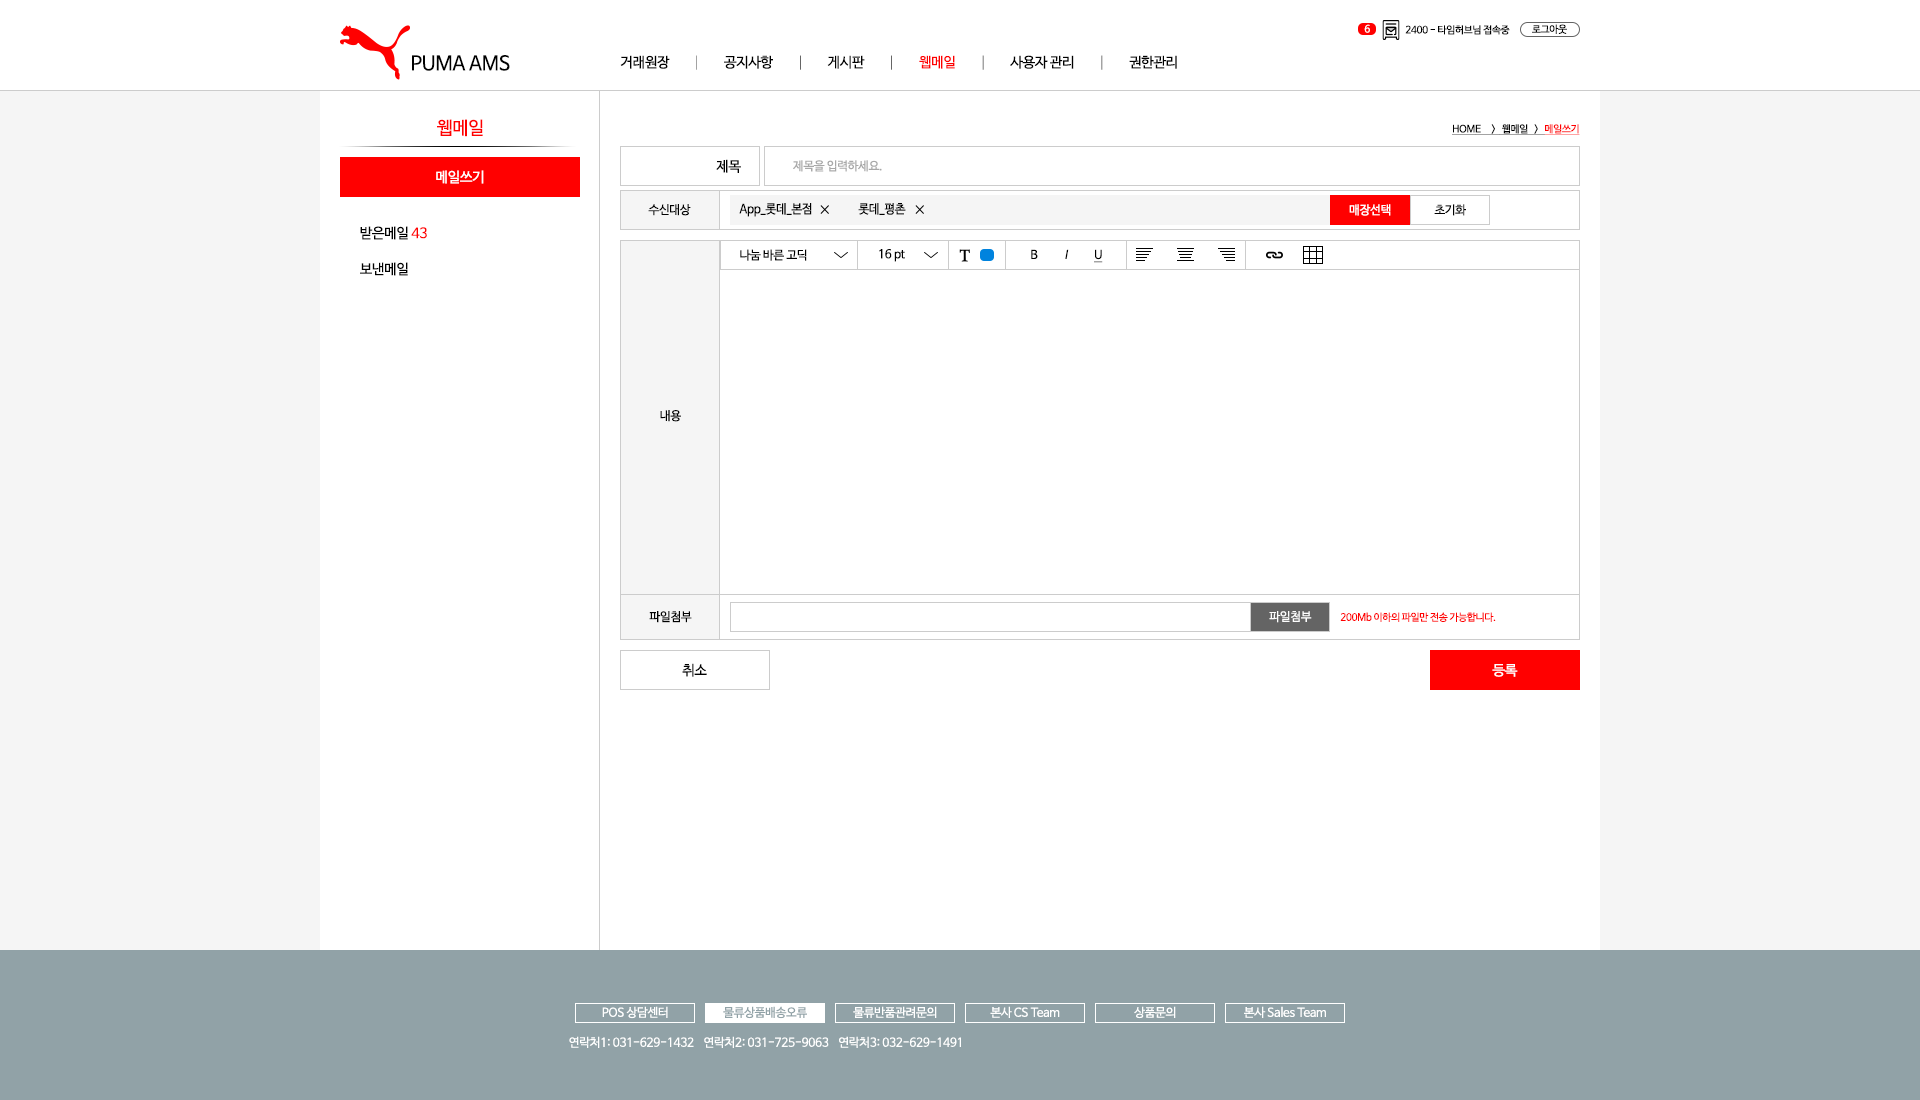 6 2400 - 타임허브님 접속중 로그아웃
PUMA AMS
거래원장 | 공지사항 | 게시판 | 웹메일 | 사용자 관리 | 권한관리
웹메일
메일쓰기
받은메일 43
보낸메일
HOME > 웹메일 > 메일쓰기
제목 제목을 입력하세요.
수신대상 App_롯데_본점 × 롯데_평촌 × 매장선택 초기화
나눔 바른 고딕 16 pt T B I U
내용
파일첨부 파일첨부 200Mb 이하의 파일만 전송 가능합니다.
취소 등록
POS 상담센터 물류상품배송오류 물류반품관려문의 본사 CS Team 상품문의 본사 Sales Team
연락처1: 031-629-1432 연락처2: 031-725-9063 연락처3: 032-629-1491